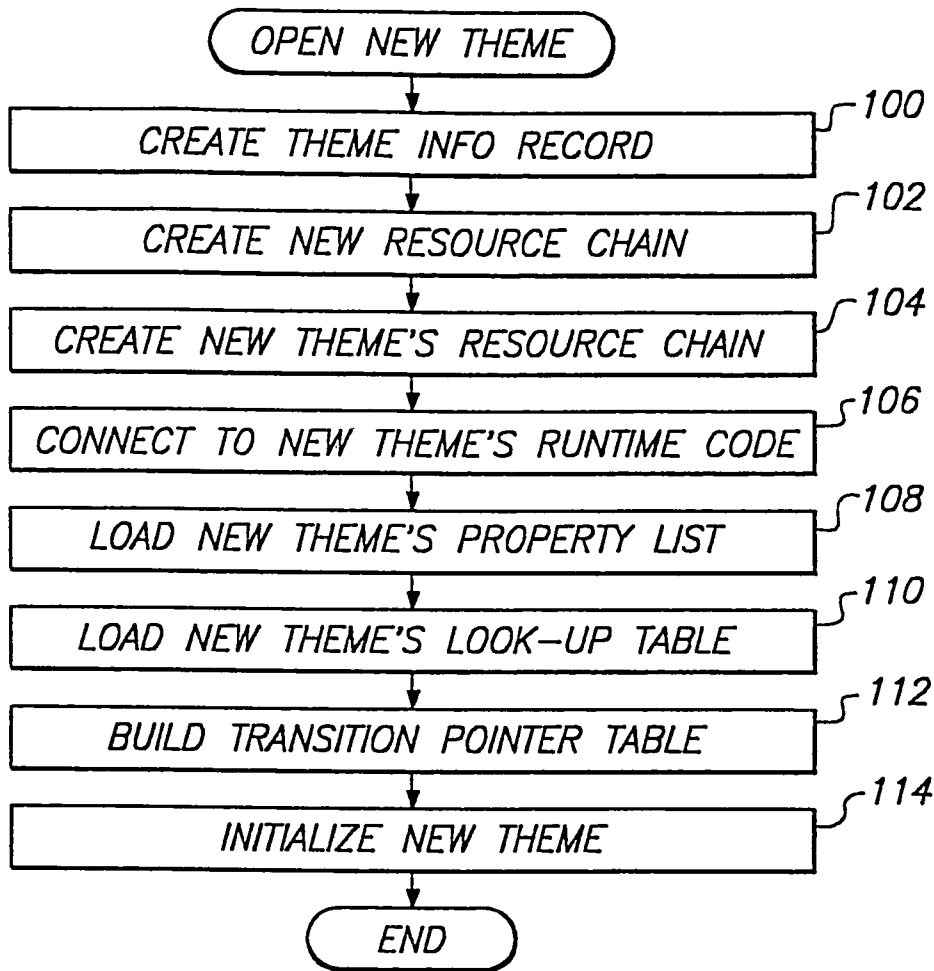 OPEN NEW THEME
100
CREATE THEME INFO RECORD
102
CREATE NEW RESOURCE CHAIN
104
CREATE NEW THEME'S RESOURCE CHAIN
106
CONNECT TO NEW THEME'S RUNTIME CODE
108
LOAD NEW THEME'S PROPERTY LIST
110
LOAD NEW THEME'S LOOK-UP TABLE
112
BUILD TRANSITION POINTER TABLE
114
INITIALIZE NEW THEME
END